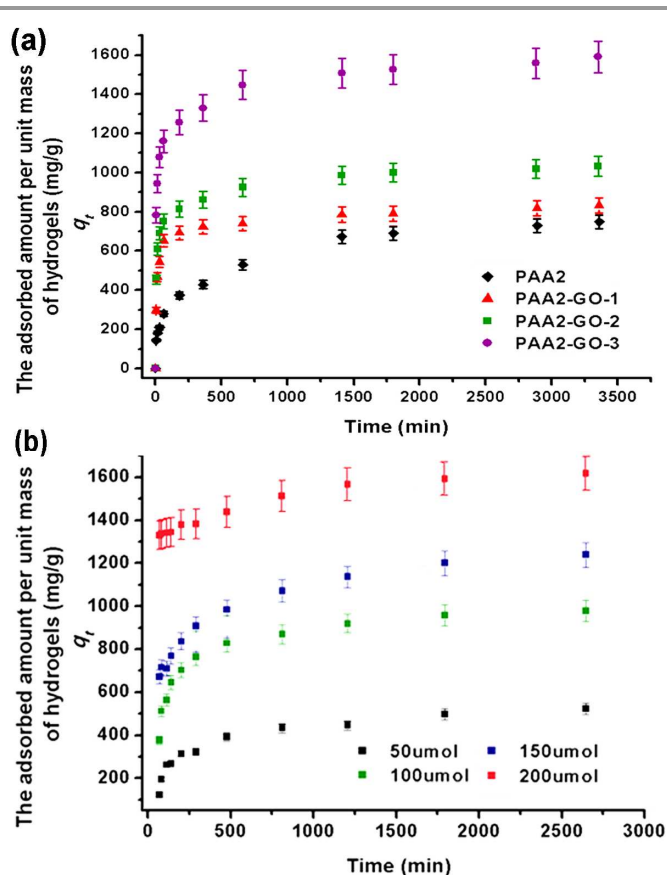 (a)
The adsorbed amount per unit mass
of hydrogels (mg/g)
qt
1600
1400
1200
1000
800
600
400
200
0
PAA2
PAA2-GO-1
PAA2-GO-2
PAA2-GO-3
0 500 1000 1500 2000 2500 3000 3500
Time (min)
(b)
The adsorbed amount per unit mass
of hydrogels (mg/g)
qt
1600
1400
1200
1000
800
600
400
200
50umol 150umol
100umol 200umol
0 500 1000 1500 2000 2500 3000
Time (min)